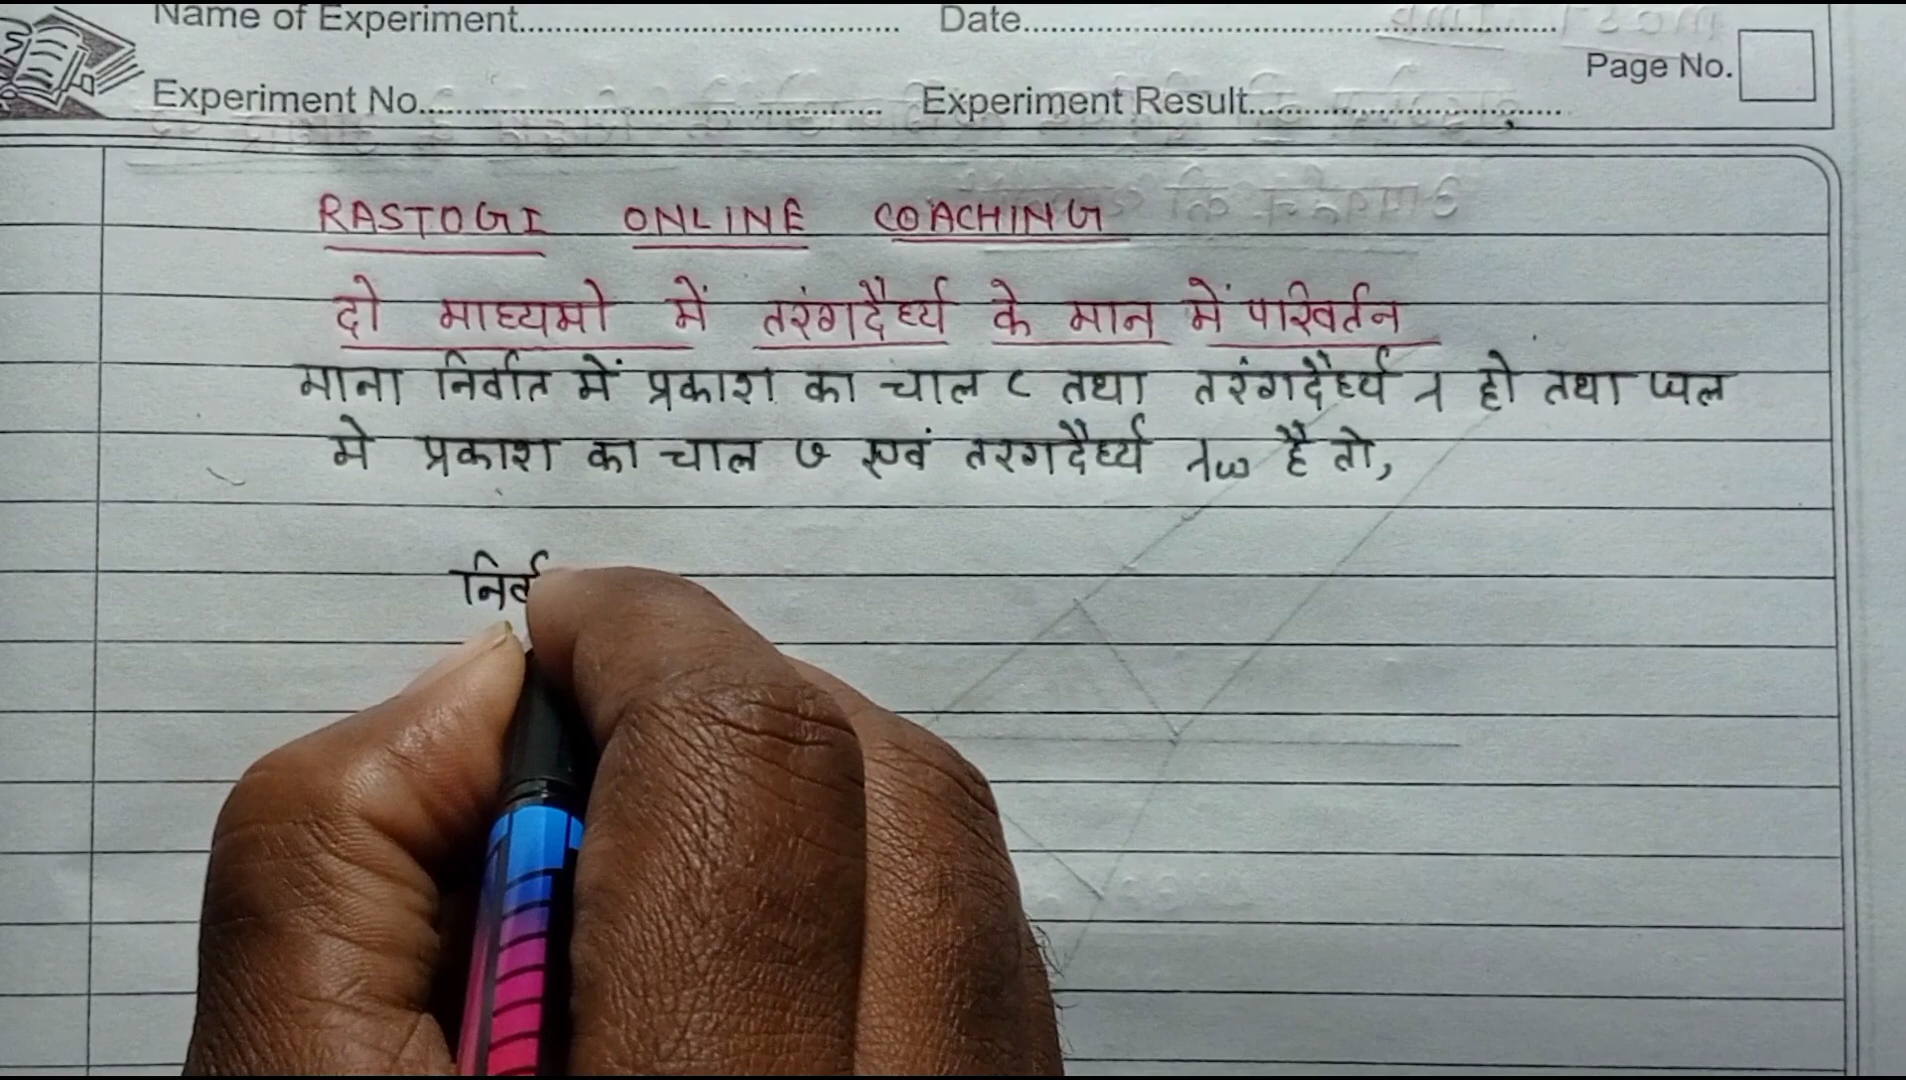 Name of Experiment.......... Date..........
Page No.
Experiment No.......... Experiment Result..........
RASTOGI ONLINE COACHING
दो माध्यमो में तरंगदैर्ध्य के मान में परिवर्तन
माना निर्वात में प्रकाश का चाल c तथा तरंगदैर्ध्य λ हो तथा जल
मे प्रकाश का चाल v एवं तरगदैर्ध्य λω है तो,
निर्व